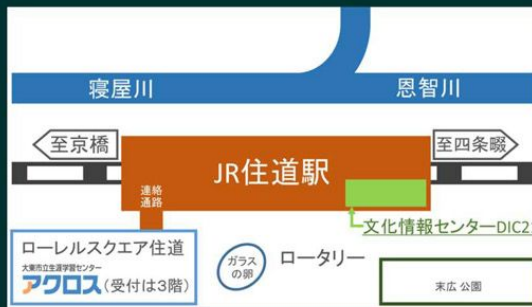 寝屋川
恩智川
至京橋
至四条畷
JR住道駅
連絡
通路
文化情報センターDIC21
ローレルスクエア住道
大東市立生涯学習センター
アクロス(受付は3階)
ガラス
の卵
ロータリー
末広 公園